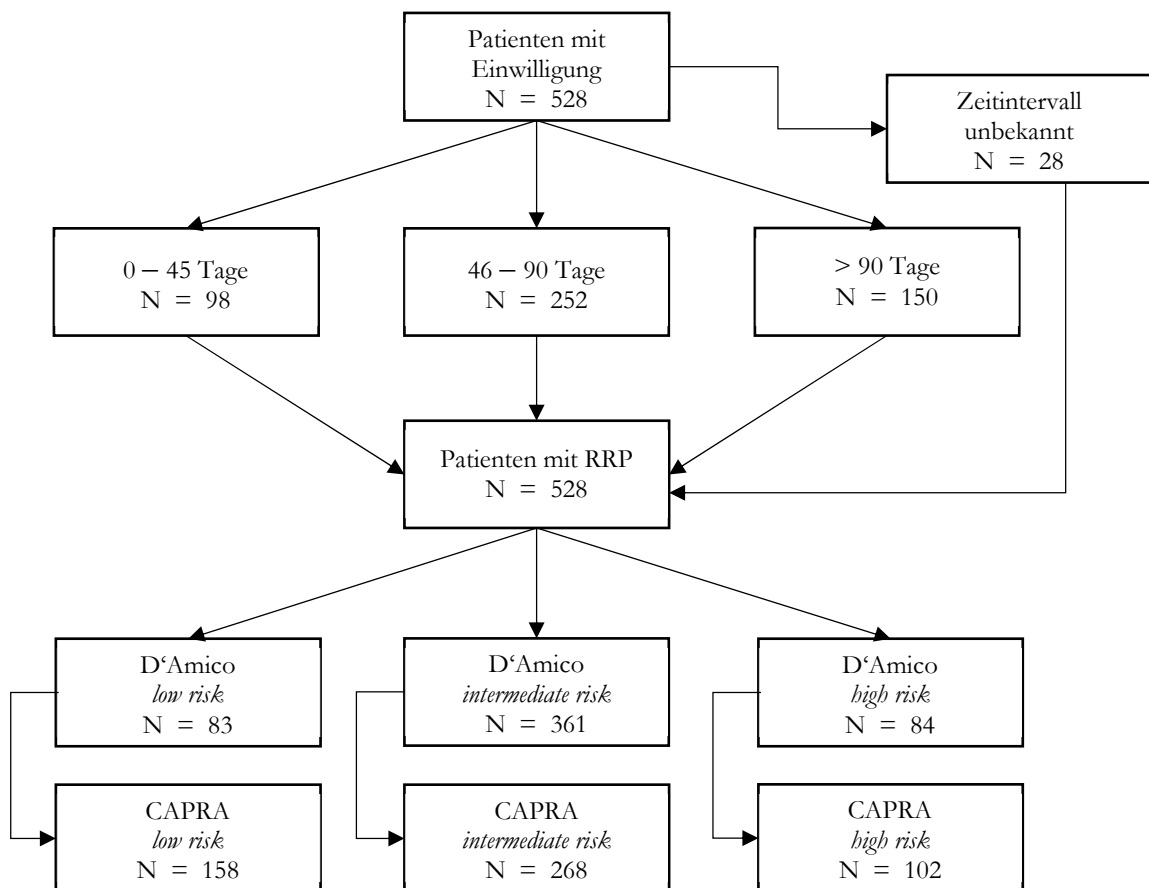 Patienten mit
Einwilligung
N = 528
Zeitintervall
unbekannt
N = 28
0 – 45 Tage
N = 98
46 – 90 Tage
N = 252
> 90 Tage
N = 150
Patienten mit RRP
N = 528
D‘Amico
low risk
N = 83
D‘Amico
intermediate risk
N = 361
D‘Amico
high risk
N = 84
CAPRA
low risk
N = 158
CAPRA
intermediate risk
N = 268
CAPRA
high risk
N = 102